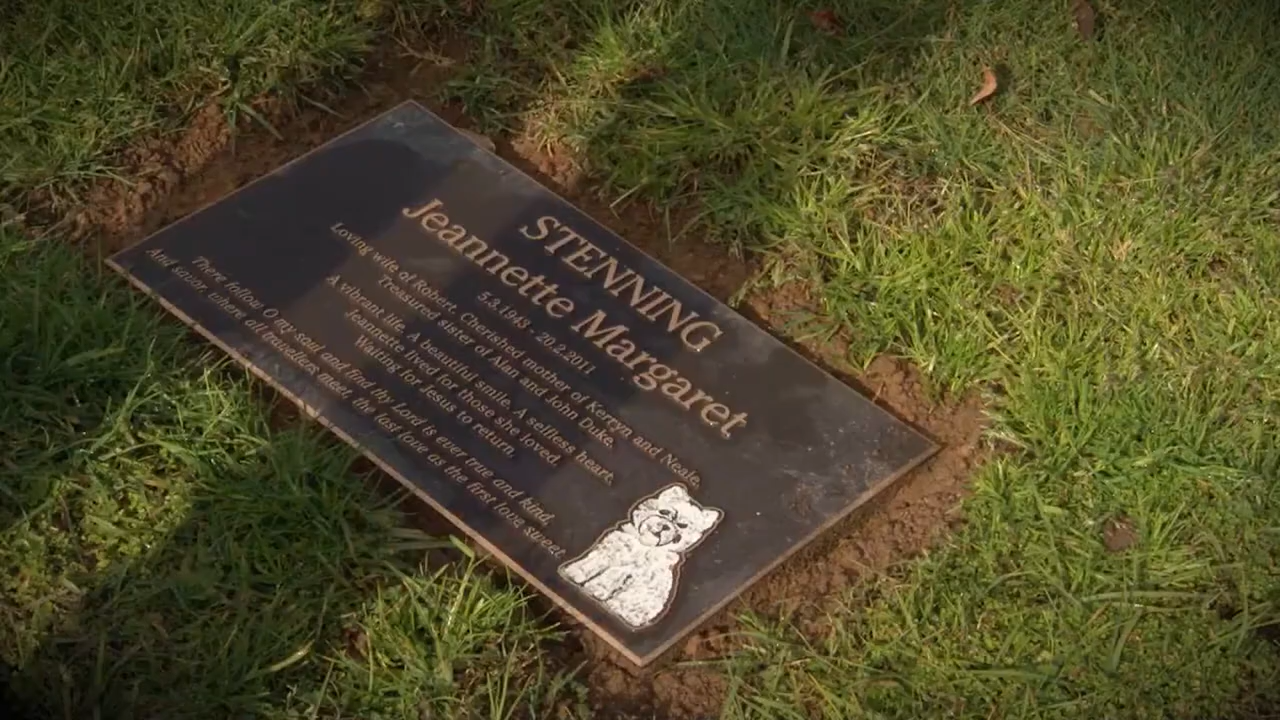 STENNING
Jeannette Margaret
5.3.1943 - 20.2.2011
Loving wife of Robert. Cherished mother of Kerryn and Neale.
Treasured sister of Alan and John Duke.
A vibrant life. A beautiful smile. A selfless heart.
Jeannette lived for those she loved.
Waiting for Jesus to return.
There follow O my soul and find thy Lord is ever true and kind,
And savor, where all travellers meet, the last love as the first love sweet.